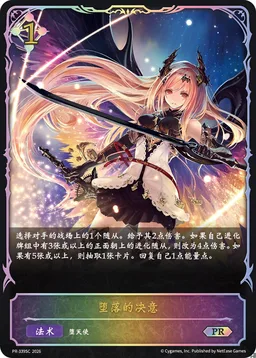 1
选择对手的战场上的1个随从。给予其2点伤害。如果自己进化
牌组中有3张或以上的正面朝上的进化随从，则改为4点伤害。
如果有5张或以上，则抽取1张卡片。回复自己1点能量点。
堕落的决意
法术 堕天使 PR
PR-335SC 2025 © Cygames, Inc. Published by NetEase Games